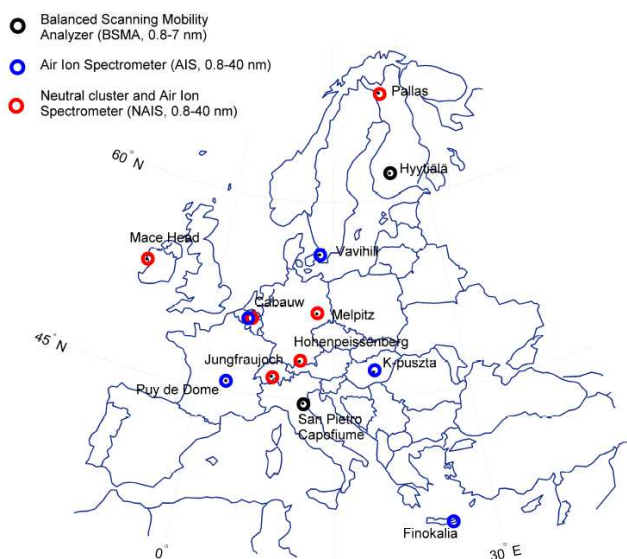 Balanced Scanning Mobility
Analyzer (BSMA, 0.8-7 nm)
Air Ion Spectrometer (AIS, 0.8-40 nm)
Neutral cluster and Air Ion
Spectrometer (NAIS, 0.8-40 nm)
Pallas
60°N
Hyytiälä
Mace Head
Vavihill
Cabauw
Melpitz
45°N
Hohenpeissenberg
Jungfraujoch
K-puszta
Puy de Dome
San Pietro
Capofiume
Finokalia
0°
30°E